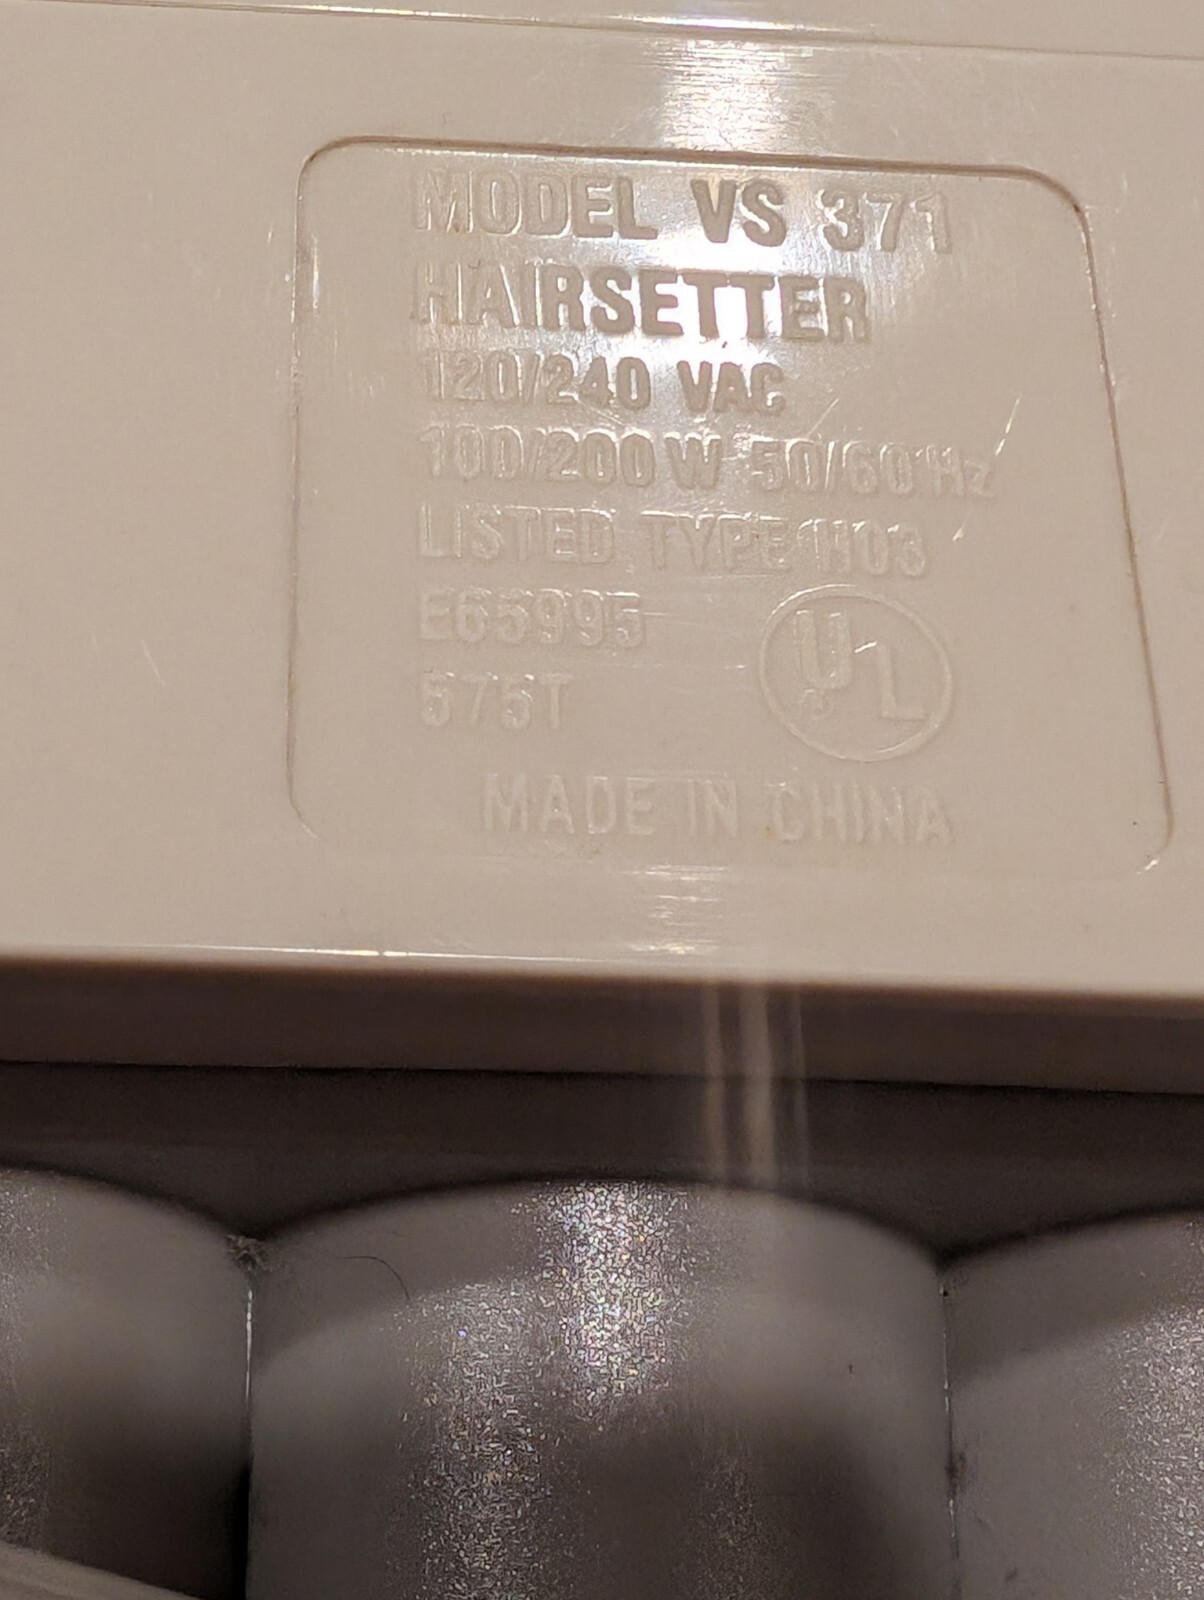 MODEL VS 371
HAIRSETTER
120/240 VAC
100/200 W 50/60 Hz
LISTED TYPE H03
E65995
575T
UL
MADE IN CHINA